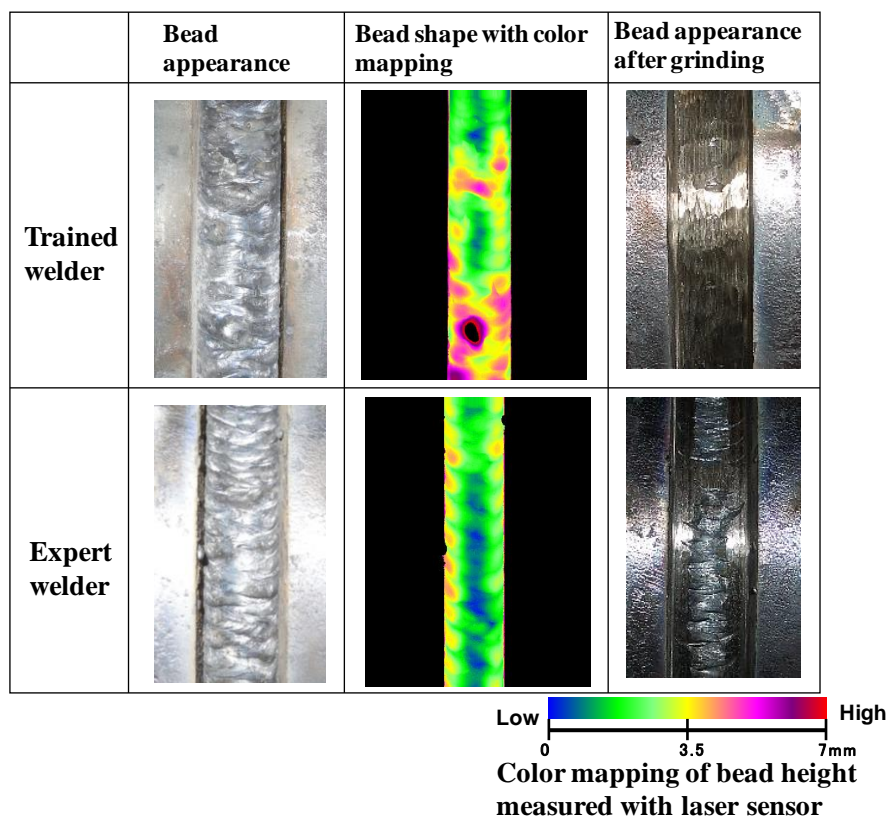 Bead
appearance
Bead shape with color
mapping
Bead appearance
after grinding
Trained
welder
Expert
welder
Low
High
0
3.5
7mm
Color mapping of bead height
measured with laser sensor